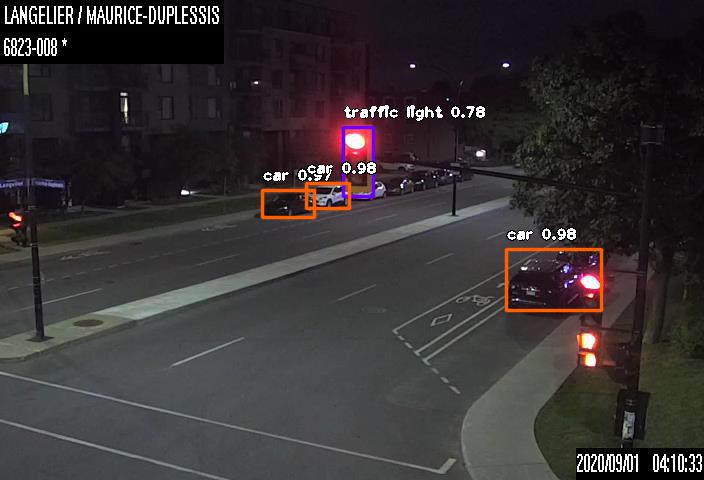 LANGELIER / MAURICE-DUPLESSIS
6823-008 *
traffic light 0.78
car 0.97
car 0.98
car 0.98
Langelier
2020/09/01 04:10:33